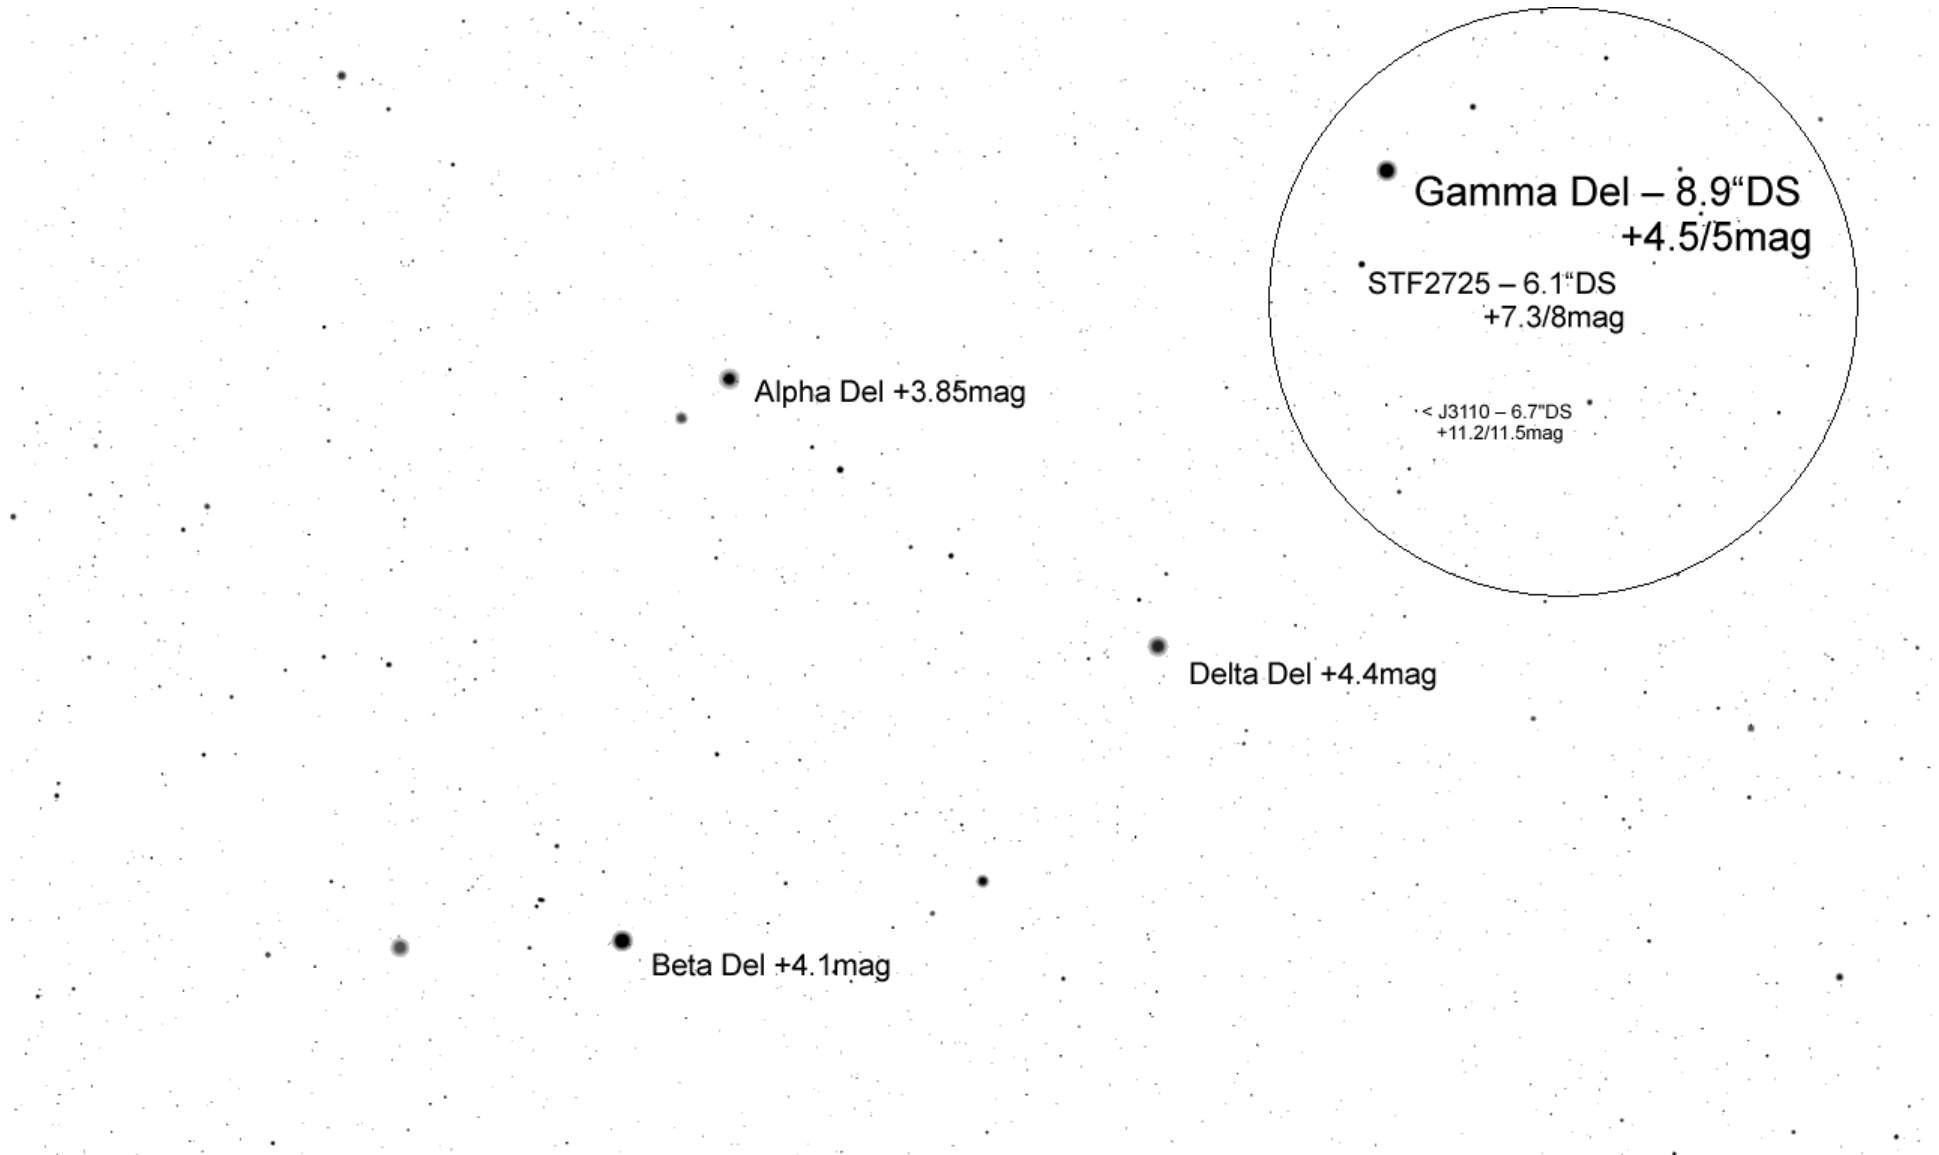 Gamma Del – 8.9“DS
+4.5/5mag
STF2725 – 6.1“DS
+7.3/8mag
Alpha Del +3.85mag
< J3110 – 6.7"DS
+11.2/11.5mag
Delta Del +4.4mag
Beta Del +4.1mag